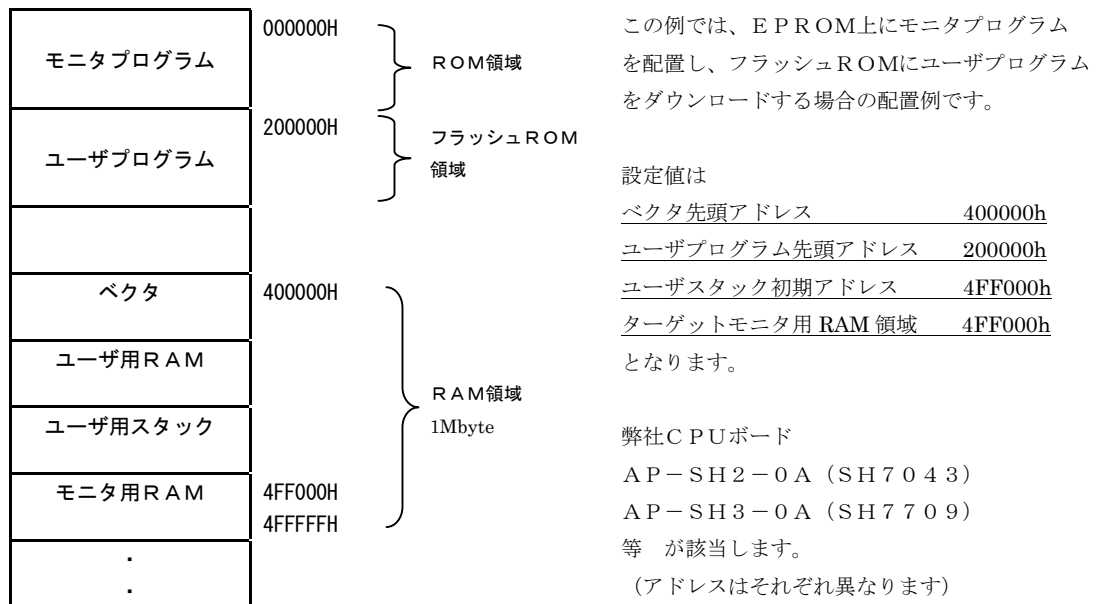 モニタプログラム
000000H
ROM領域
ユーザプログラム
200000H
フラッシュROM
領域
ベクタ
400000H
ユーザ用RAM
RAM領域
1Mbyte
ユーザ用スタック
モニタ用RAM
4FF000H
4FFFFFH
・
・
この例では、EPROM上にモニタプログラム
を配置し、フラッシュROMにユーザプログラム
をダウンロードする場合の配置例です。
設定値は
ベクタ先頭アドレス 400000h
ユーザプログラム先頭アドレス 200000h
ユーザスタック初期アドレス 4FF000h
ターゲットモニタ用 RAM 領域 4FF000h
となります。
弊社CPUボード
AP-SH2-0A(SH7043)
AP-SH3-0A(SH7709)
等 が該当します。
(アドレスはそれぞれ異なります)